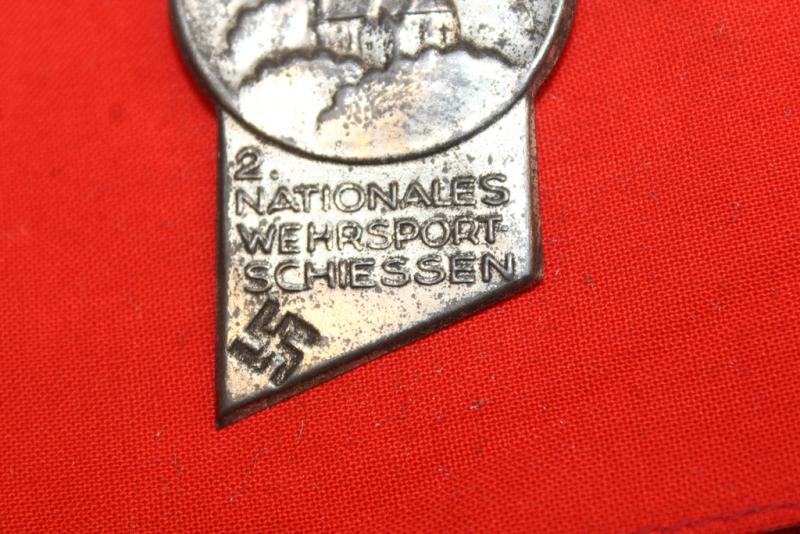 2.
NATIONALES
WEHRSPORT-
SCHIESSEN